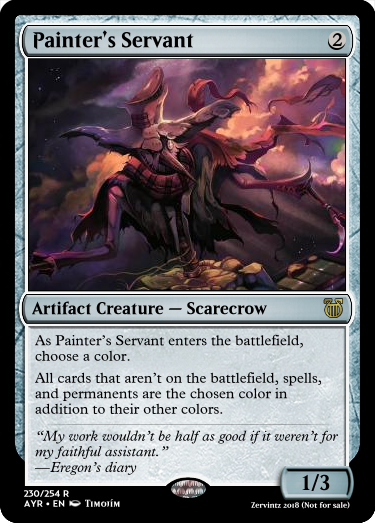 Painter's Servant
2
Artifact Creature — Scarecrow
As Painter's Servant enters the battlefield,
choose a color.
All cards that aren't on the battlefield, spells,
and permanents are the chosen color in
addition to their other colors.
"My work wouldn't be half as good if it weren't for
my faithful assistant."
—Eregon's diary
1/3
230/254 R
AYR • EN Timojïm
Zervintz 2018 (Not for sale)